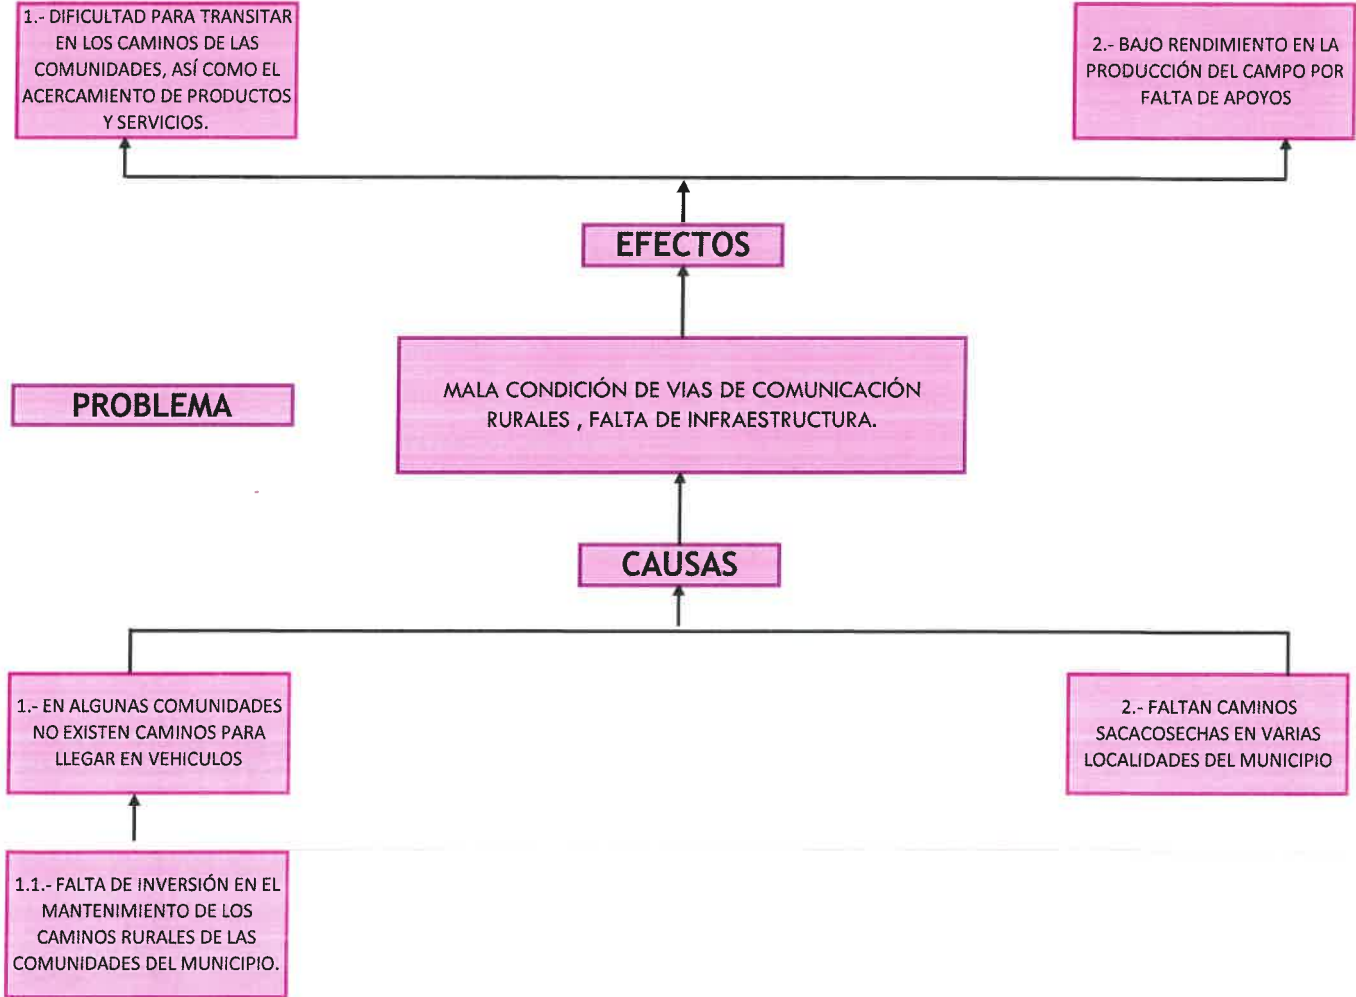 1.- DIFICULTAD PARA TRANSITAR
EN LOS CAMINOS DE LAS
COMUNIDADES, ASÍ COMO EL
ACERCAMIENTO DE PRODUCTOS
Y SERVICIOS.
2.- BAJO RENDIMIENTO EN LA
PRODUCCIÓN DEL CAMPO POR
FALTA DE APOYOS
EFECTOS
PROBLEMA
MALA CONDICIÓN DE VIAS DE COMUNICACIÓN
RURALES , FALTA DE INFRAESTRUCTURA.
CAUSAS
1.- EN ALGUNAS COMUNIDADES
NO EXISTEN CAMINOS PARA
LLEGAR EN VEHICULOS
2.- FALTAN CAMINOS
SACACOSECHAS EN VARIAS
LOCALIDADES DEL MUNICIPIO
1.1.- FALTA DE INVERSIÓN EN EL
MANTENIMIENTO DE LOS
CAMINOS RURALES DE LAS
COMUNIDADES DEL MUNICIPIO.